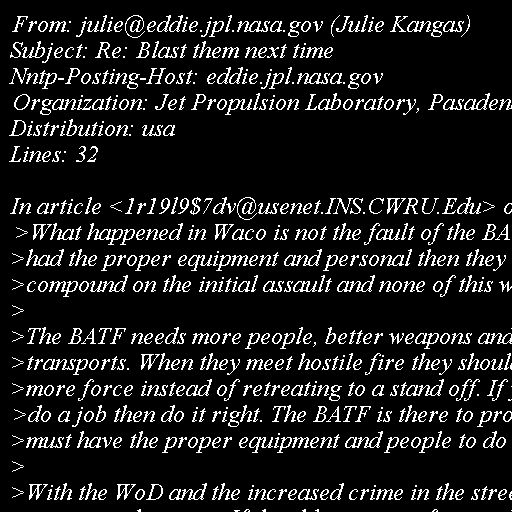 From: julie@eddie.jpl.nasa.gov (Julie Kangas)
Subject: Re: Blast them next time
Nntp-Posting-Host: eddie.jpl.nasa.gov
Organization: Jet Propulsion Laboratory, Pasaden
Distribution: usa
Lines: 32

In article <1r19l9$7dv@usenet.INS.CWRU.Edu> o
>What happened in Waco is not the fault of the BA
>had the proper equipment and personal then they
>compound on the initial assault and none of this w
>
>The BATF needs more people, better weapons and
>transports. When they meet hostile fire they shoul
>more force instead of retreating to a stand off. If y
>do a job then do it right. The BATF is there to pro
>must have the proper equipment and people to do
>
>With the WoD and the increased crime in the stree